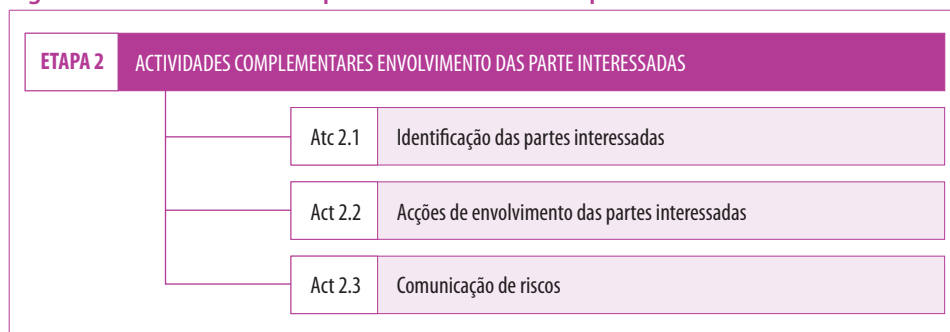 ETAPA 2 ACTIVIDADES COMPLEMENTARES ENVOLVIMENTO DAS PARTE INTERESSADAS
Atc 2.1 Identificação das partes interessadas
Act 2.2 Acções de envolvimento das partes interessadas
Act 2.3 Comunicação de riscos